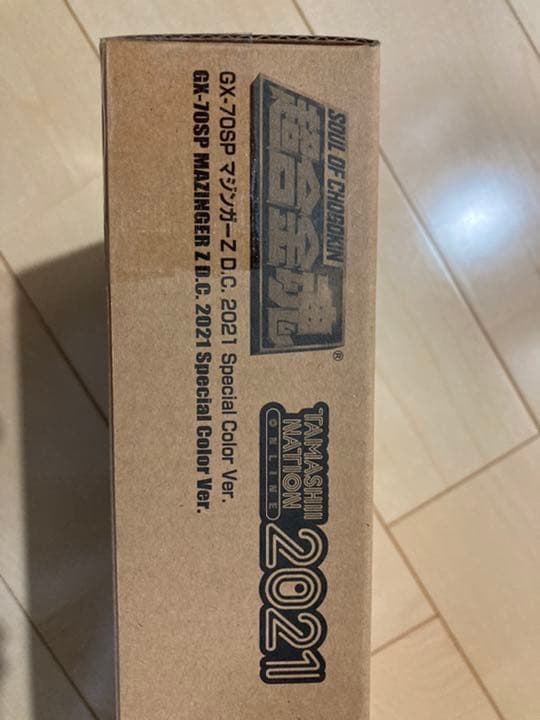 SOUL OF CHOGOKIN
超合金魂®
GX-70SP マジンガーZ D.C. 2021 Special Color Ver.
GX-70SP MAZINGER Z D.C. 2021 Special Color Ver.
TAMASHII
NATION
ONLINE
2021